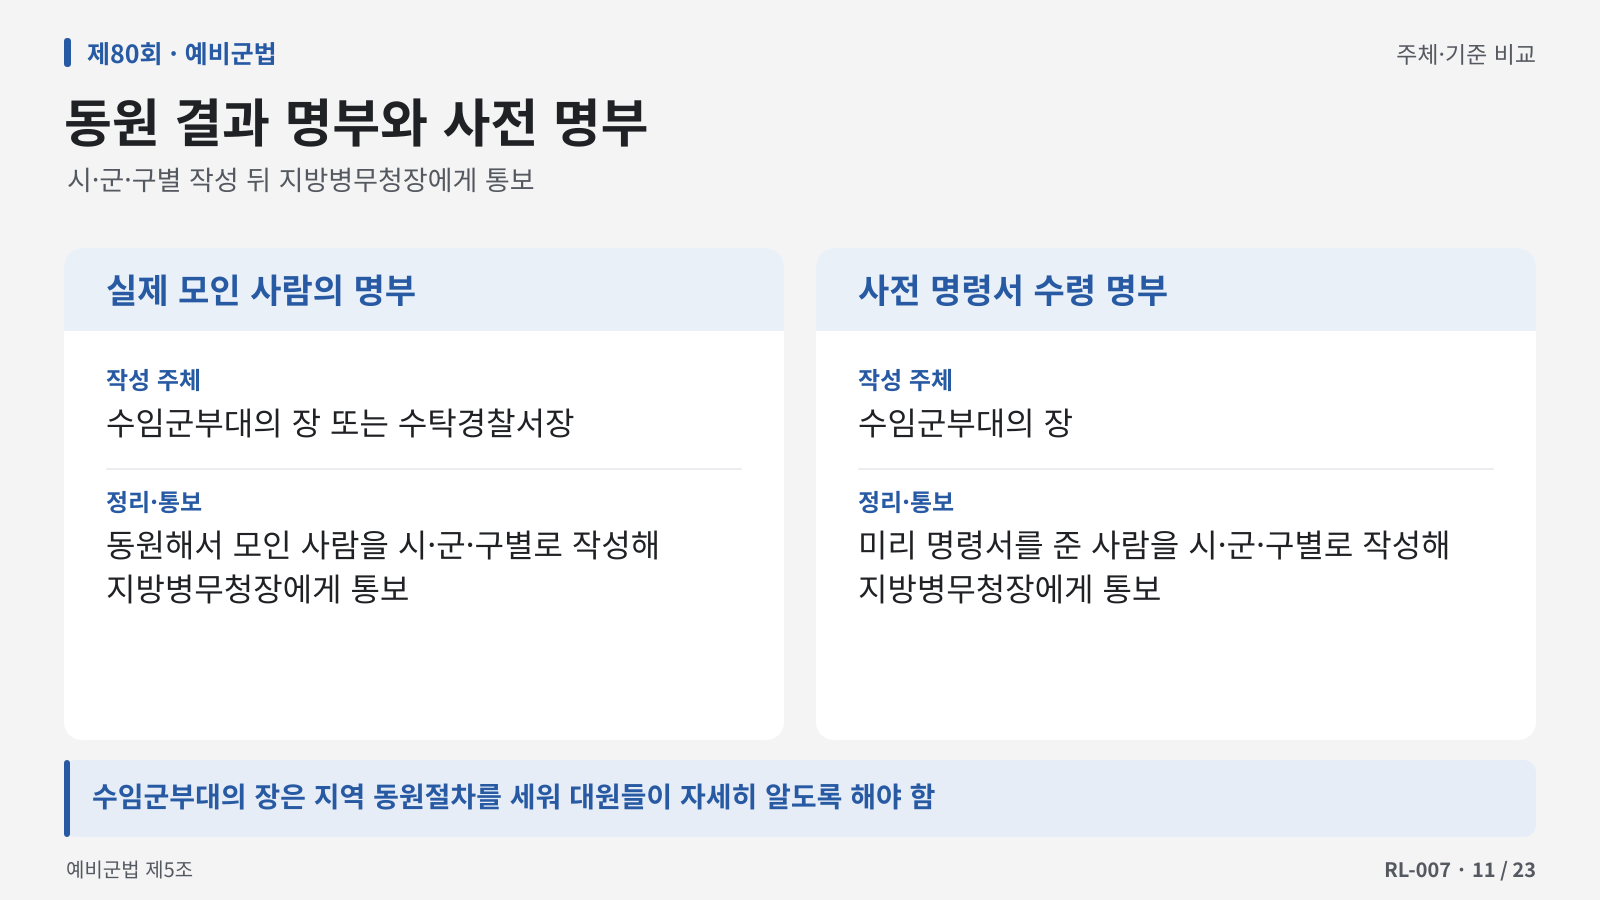 제80회 · 예비군법
주체·기준 비교
동원 결과 명부와 사전 명부
시·군·구별 작성 뒤 지방병무청장에게 통보
실제 모인 사람의 명부
작성 주체
수임군부대의 장 또는 수탁경찰서장
정리·통보
동원해서 모인 사람을 시·군·구별로 작성해
지방병무청장에게 통보
사전 명령서 수령 명부
작성 주체
수임군부대의 장
정리·통보
미리 명령서를 준 사람을 시·군·구별로 작성해
지방병무청장에게 통보
수임군부대의 장은 지역 동원절차를 세워 대원들이 자세히 알도록 해야 함
예비군법 제5조
RL-007 · 11 / 23